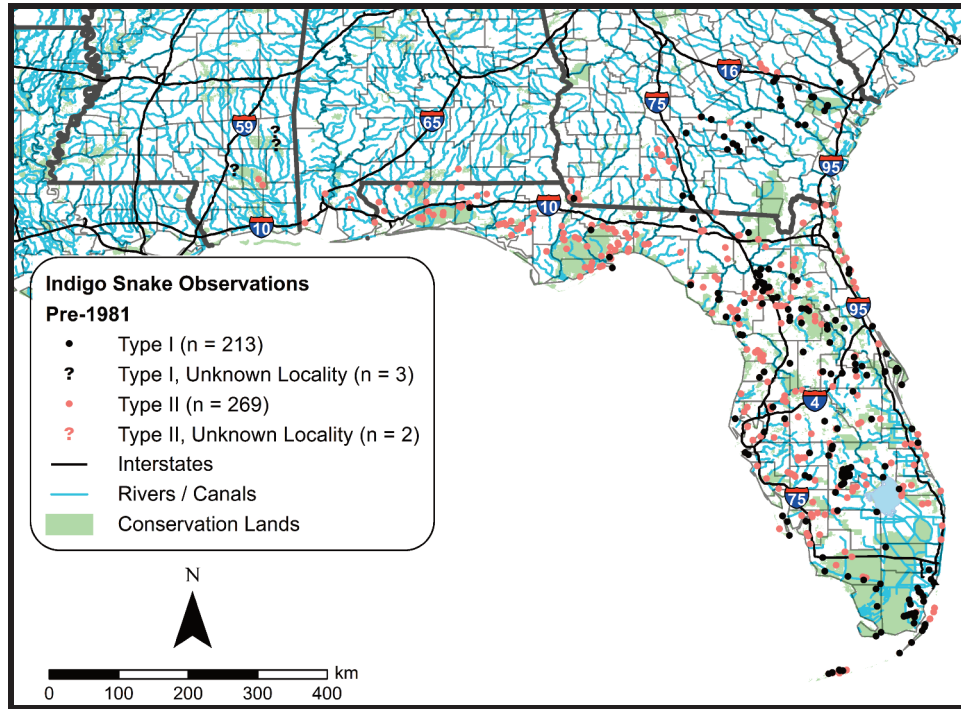 16
75
59
?
65
?
?
95
10
10
Indigo Snake Observations
Pre-1981
Type I (n = 213)
? Type I, Unknown Locality (n = 3)
Type II (n = 269)
? Type II, Unknown Locality (n = 2)
Interstates
Rivers / Canals
Conservation Lands
95
4
75
N
km
0 100 200 300 400